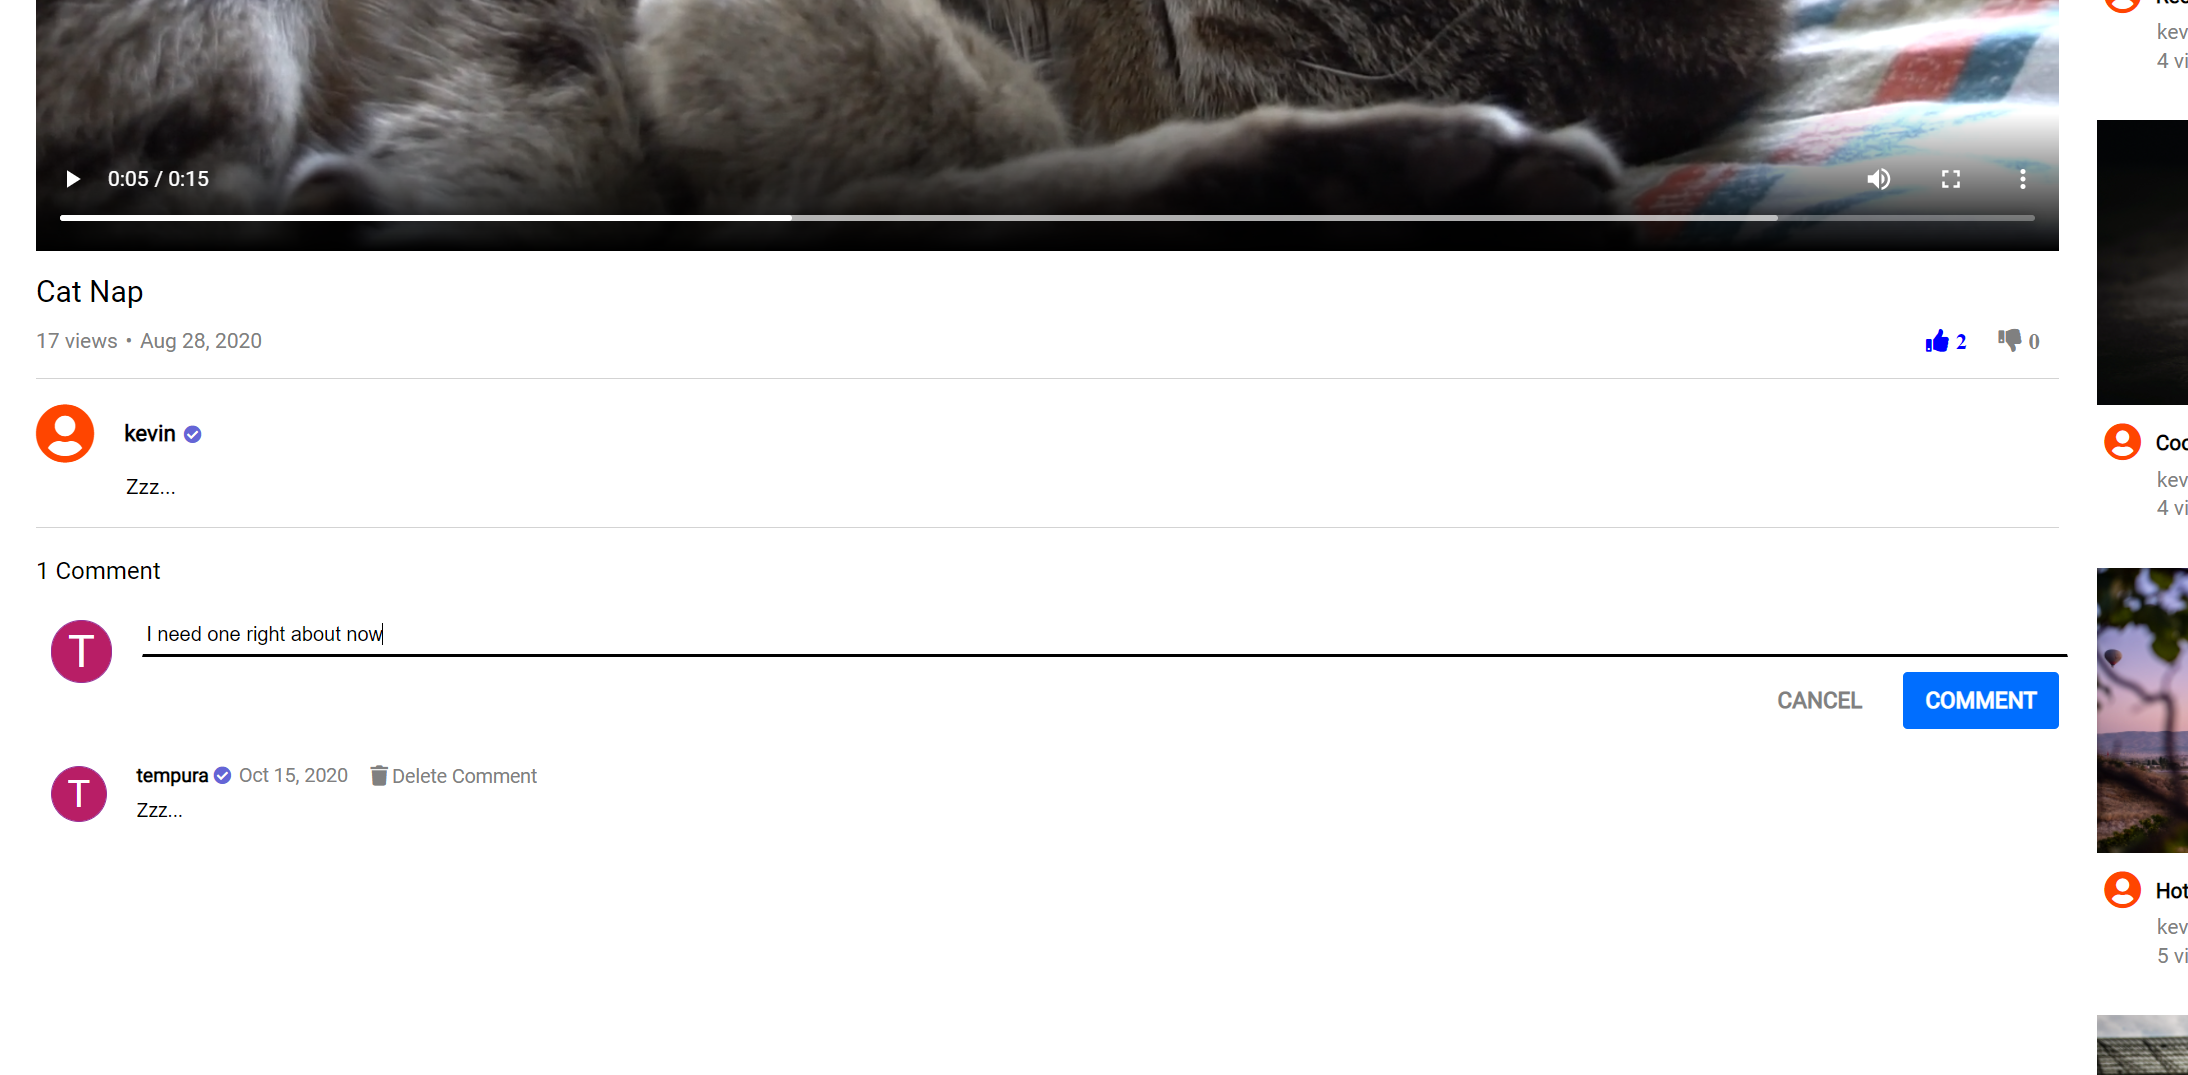 0:05 / 0:15
Cat Nap
17 views • Aug 28, 2020
2
0
kevin
Zzz...
1 Comment
T
I need one right about now
CANCEL
COMMENT
T
tempura Oct 15, 2020 Delete Comment
Zzz...
kev
4 vi
Coo
kev
4 vi
Hot
kev
5 vi